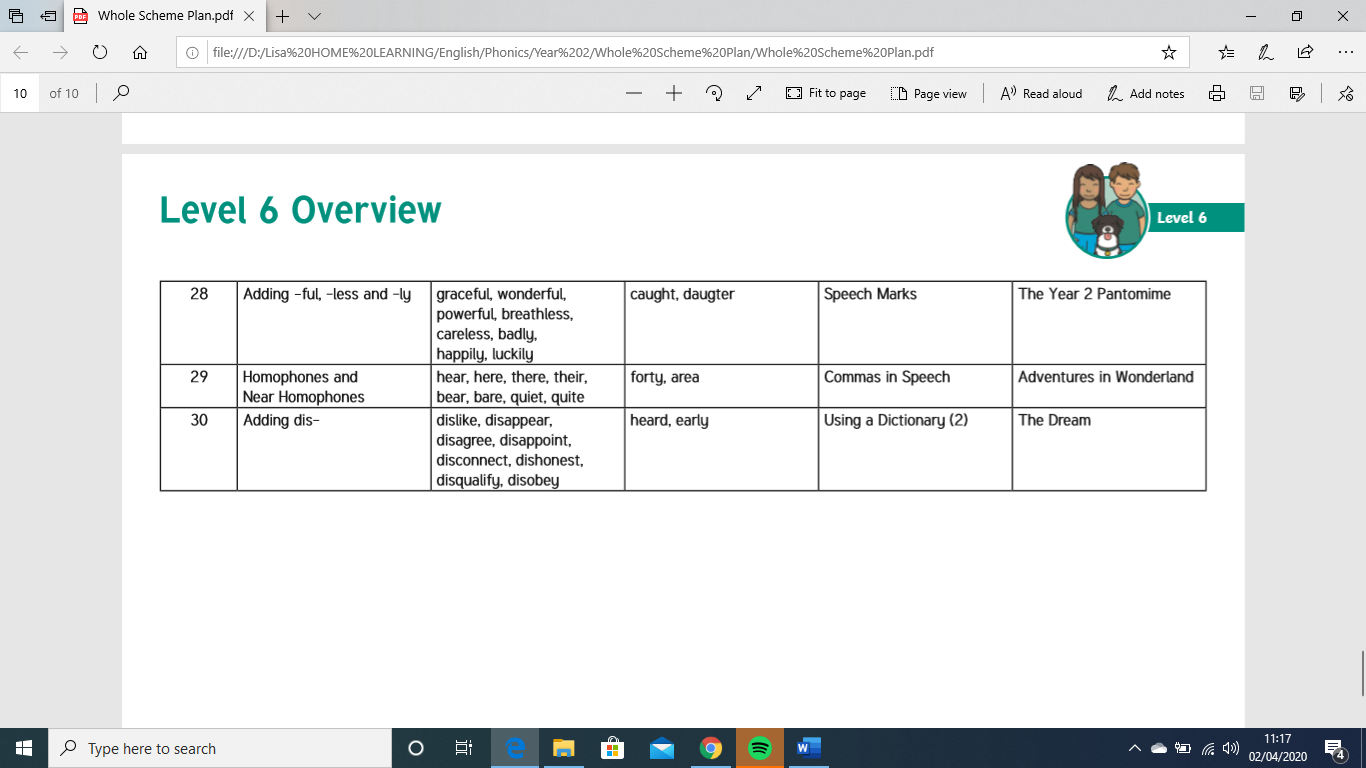 Whole Scheme Plan.pdf
file:///D:/Lisa%20HOME%20LEARNING/English/Phonics/Year%202/Whole%20Scheme%20Plan/Whole%20Scheme%20Plan.pdf
10 of 10 Fit to page Page view Read aloud Add notes
Level 6 Overview
Level 6
28 Adding –ful, –less and –ly graceful, wonderful, caught, daugter Speech Marks The Year 2 Pantomime
powerful, breathless,
careless, badly,
happily, luckily
29 Homophones and hear, here, there, their, forty, area Commas in Speech Adventures in Wonderland
Near Homophones bear, bare, quiet, quite
30 Adding dis– dislike, disappear, heard, early Using a Dictionary (2) The Dream
disagree, disappoint,
disconnect, dishonest,
disqualify, disobey
Type here to search
11:17
02/04/2020
4